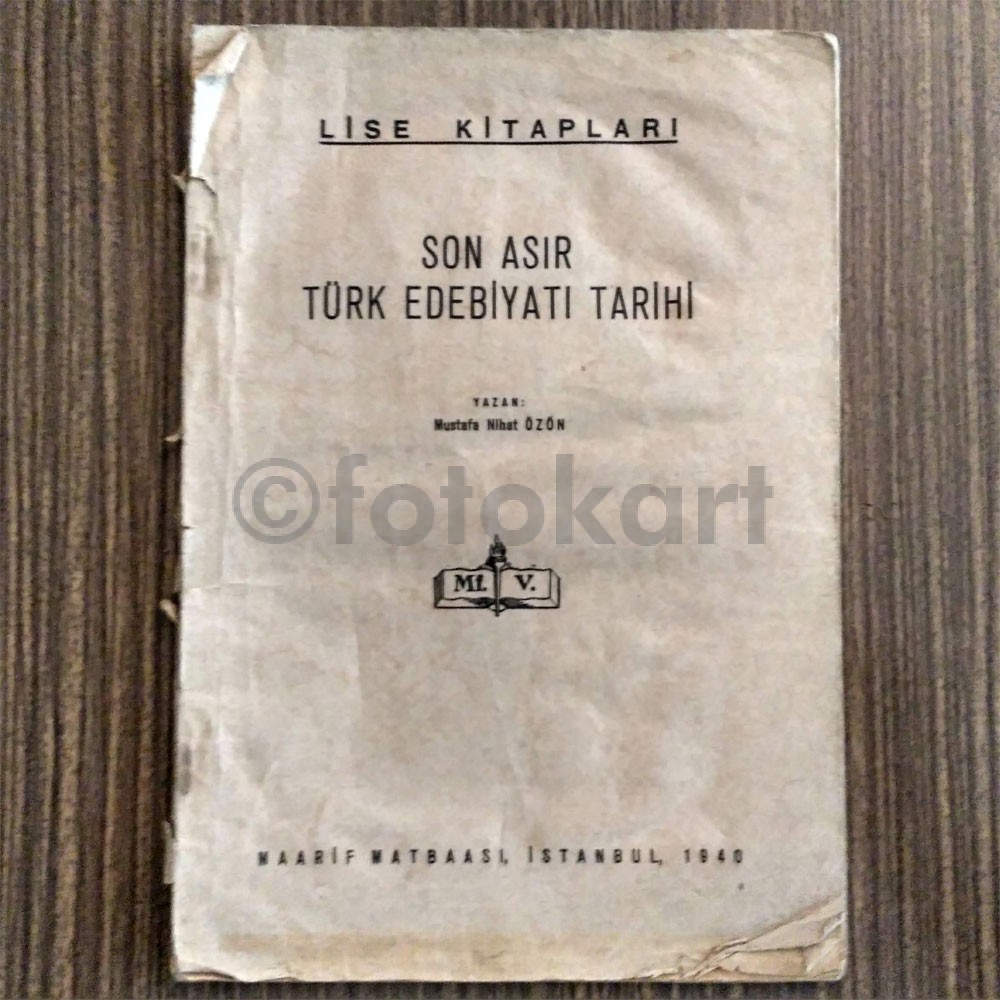 LİSE KİTAPLARI
SON ASIR
TÜRK EDEBİYATI TARİHİ
YAZAN:
Mustafa Nihat ÖZÖN
©fotokart
Mf. V.
MAARİF MATBAASI, İSTANBUL, 1940